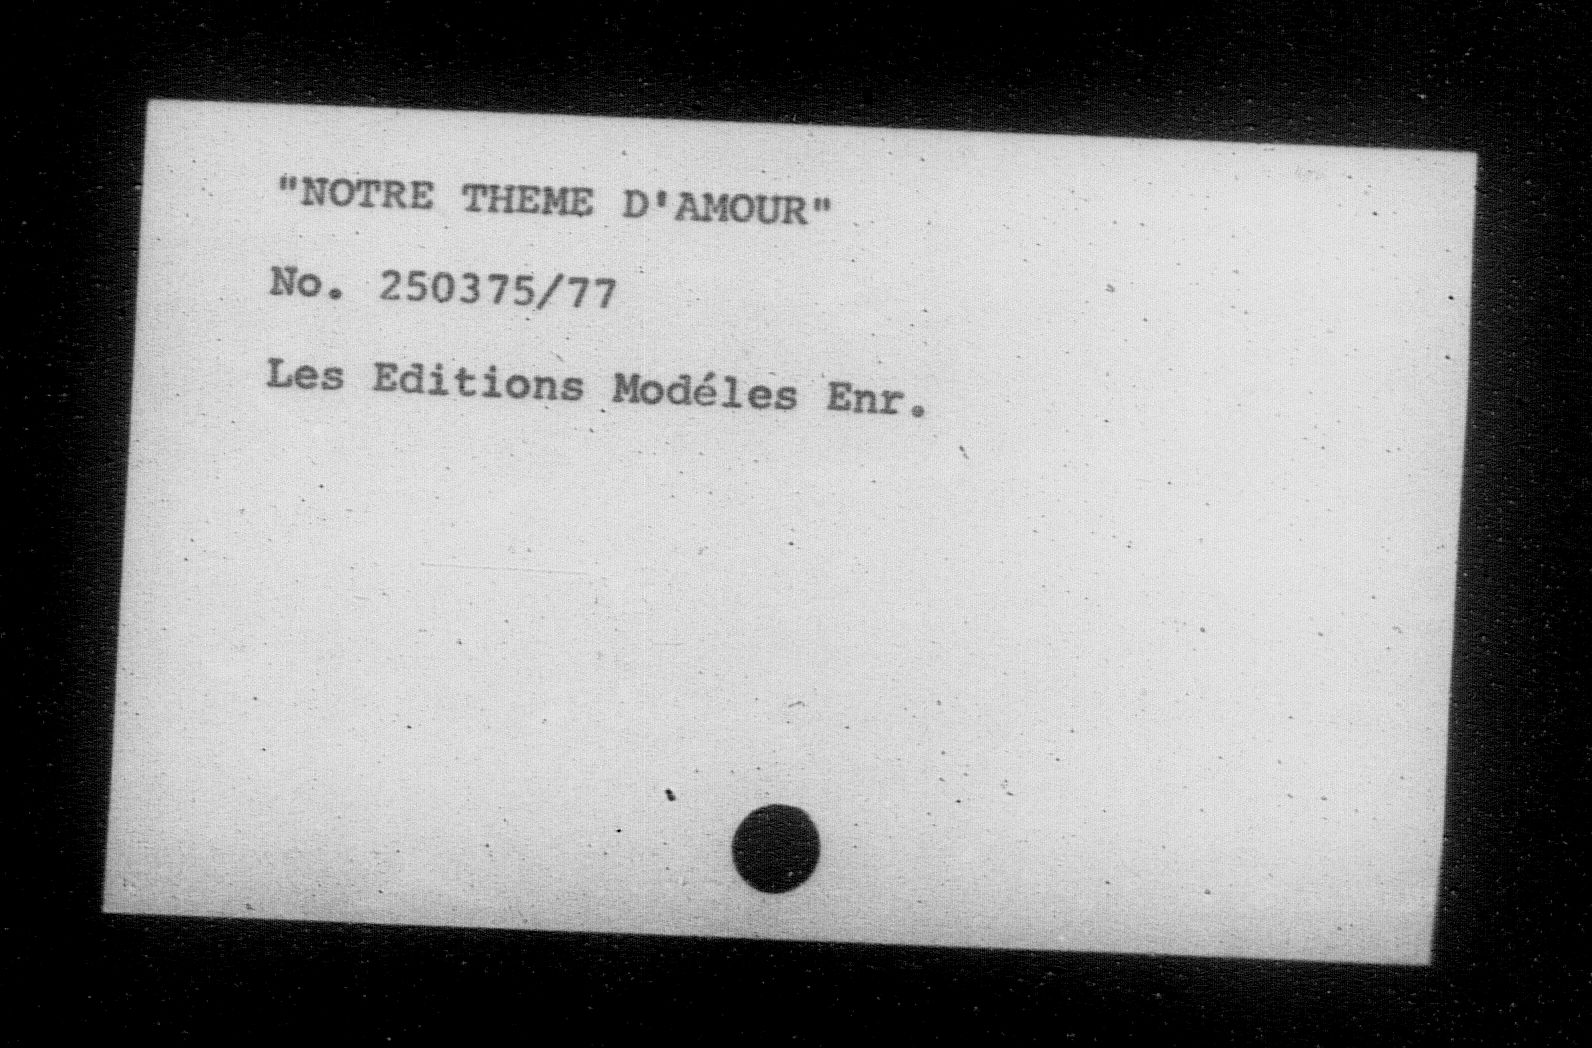 "NOTRE THEME D'AMOUR"
No. 250375/77
Les Editions Modéles Enr.